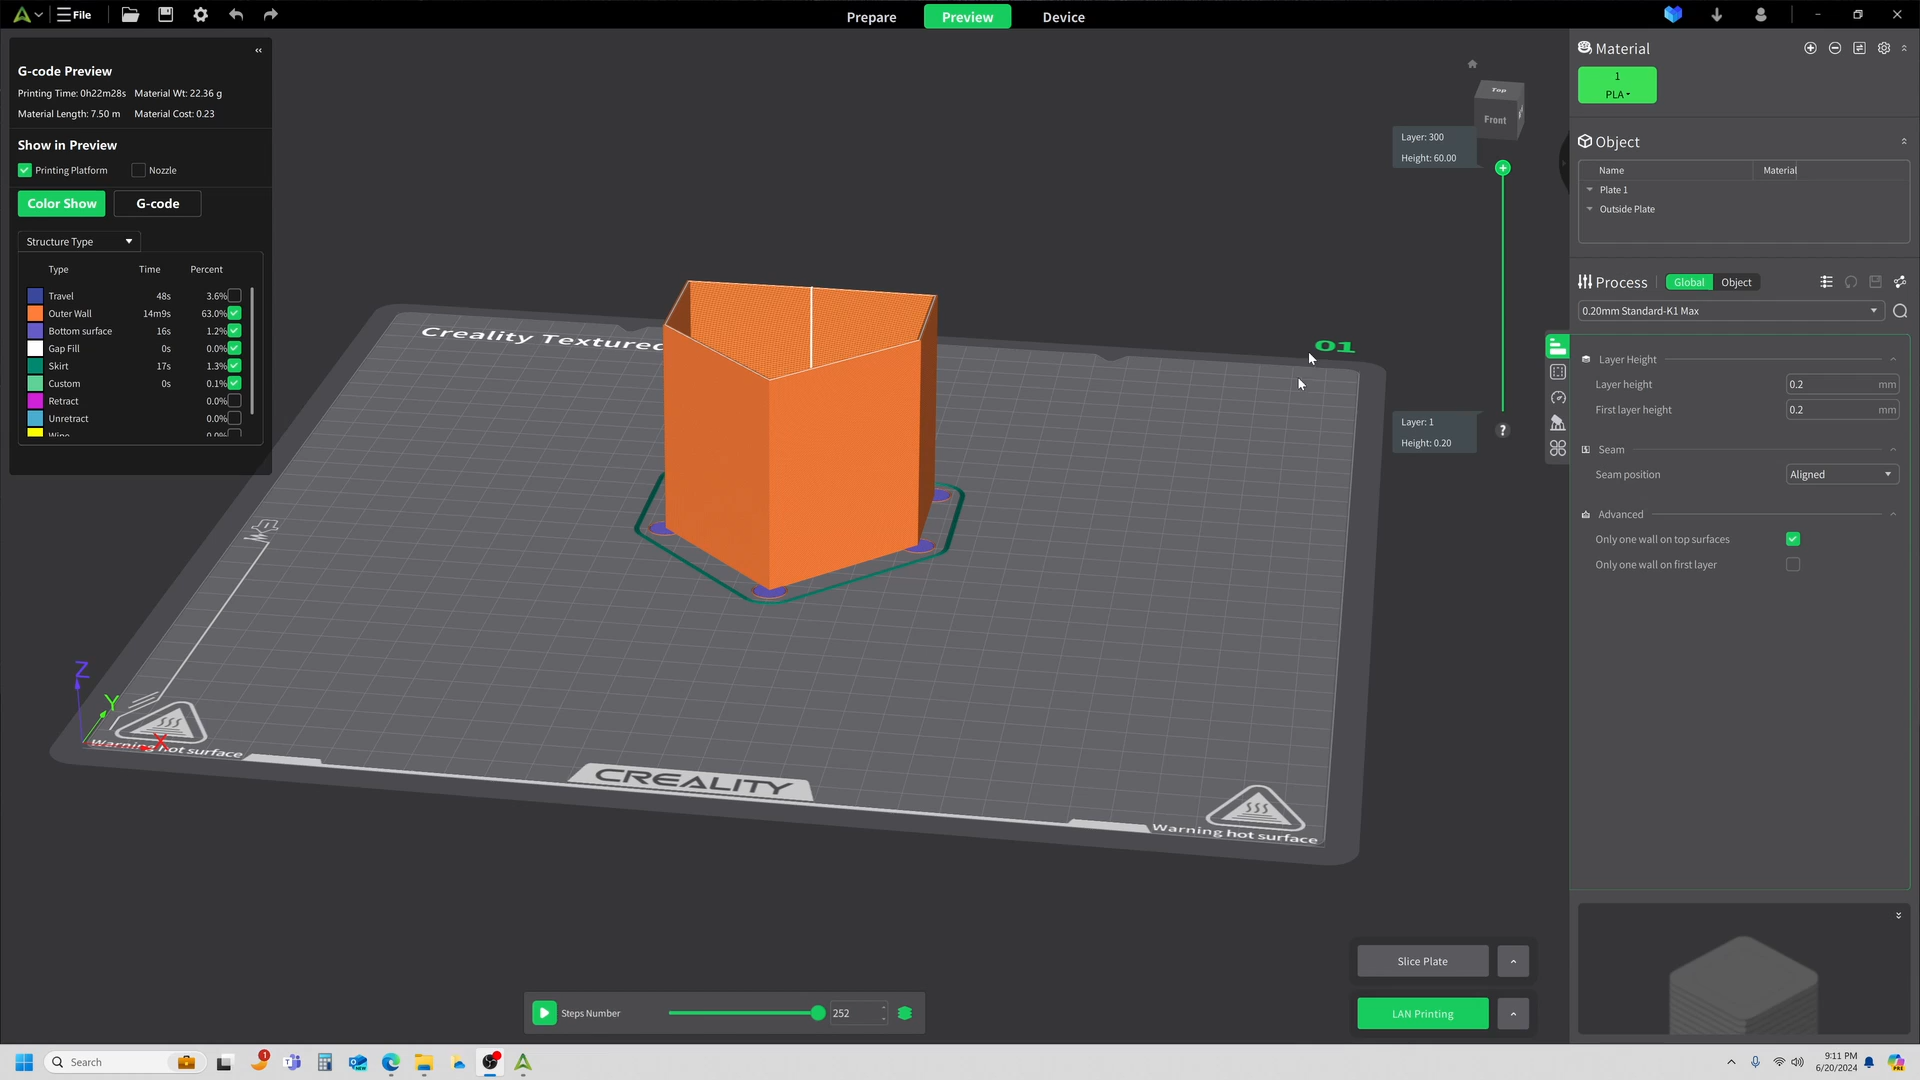 File
Prepare
Preview
Device
G-code Preview
Printing Time: 0h22m28s Material Wt: 22.36 g
Material Length: 7.50 m Material Cost: 0.23
Show in Preview
Printing Platform
Nozzle
Color Show
G-code
Structure Type
Type Time Percent
Travel 48s 3.6%
Outer Wall 14m9s 63.0%
Bottom surface 16s 1.2%
Gap Fill 0s 0.0%
Skirt 17s 1.3%
Custom 0s 0.1%
Retract 0.0%
Unretract 0.0%
Wipe 0.0%
Creality Textured
01
Z
Y
X
Warning hot surface
CREALITY
Warning hot surface
Top
Front
Layer: 300
Height: 60.00
Layer: 1
Height: 0.20
?
Steps Number
252
Slice Plate
LAN Printing
Material
1
PLA
Object
Name Material
Plate 1
Outside Plate
Process
Global
Object
0.20mm Standard-K1 Max
Layer Height
Layer height 0.2 mm
First layer height 0.2 mm
Seam
Seam position Aligned
Advanced
Only one wall on top surfaces
Only one wall on first layer
Search
1
NEW
9:11 PM
6/20/2024
PRE